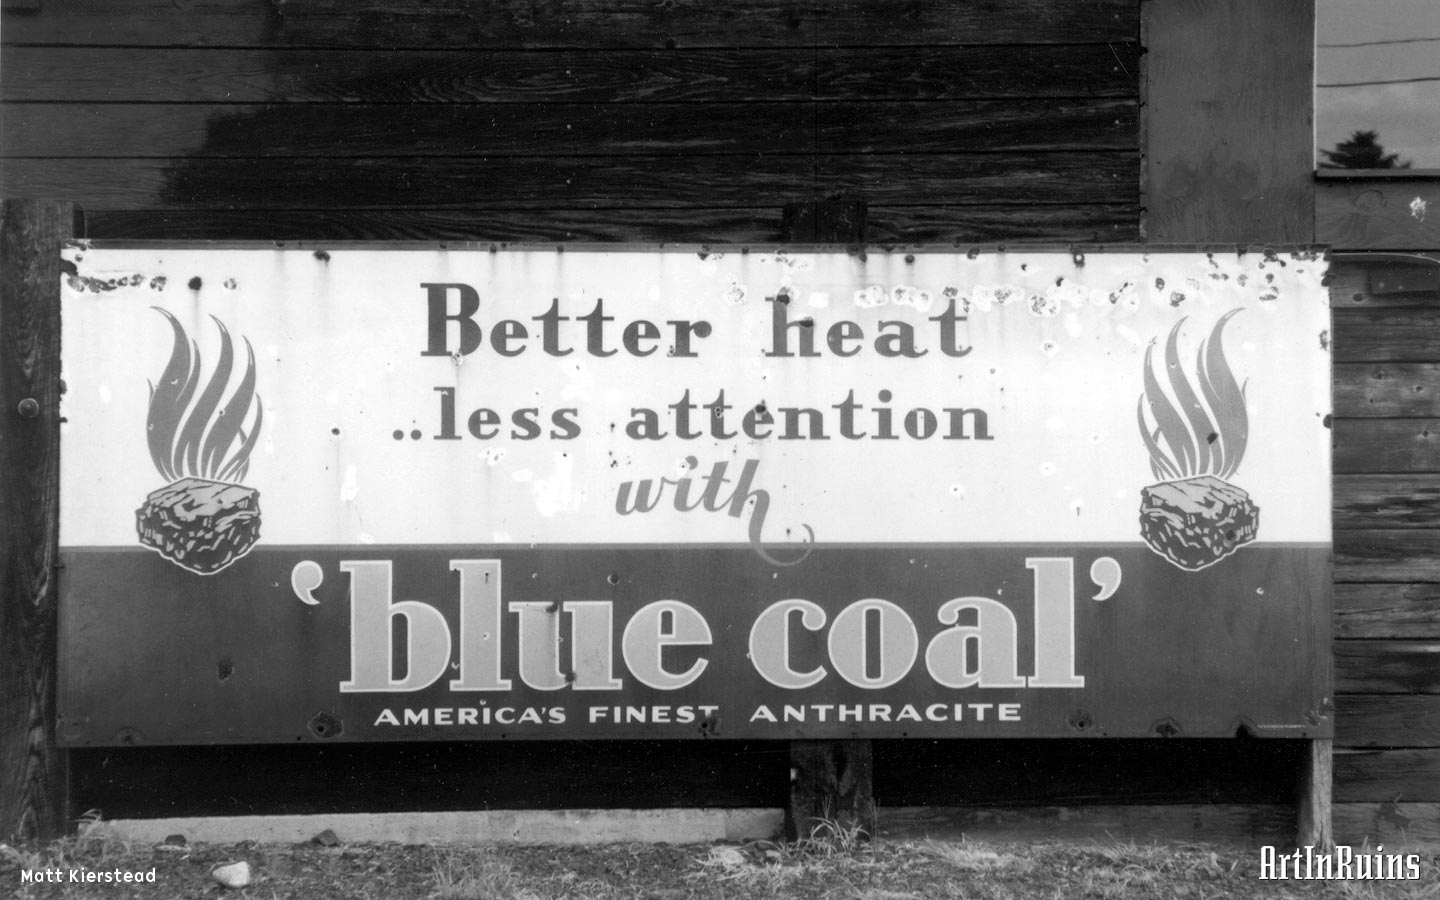 Better heat
..less attention
with
‘blue coal’
AMERICA'S FINEST ANTHRACITE
Matt Kierstead
ArtInRuins